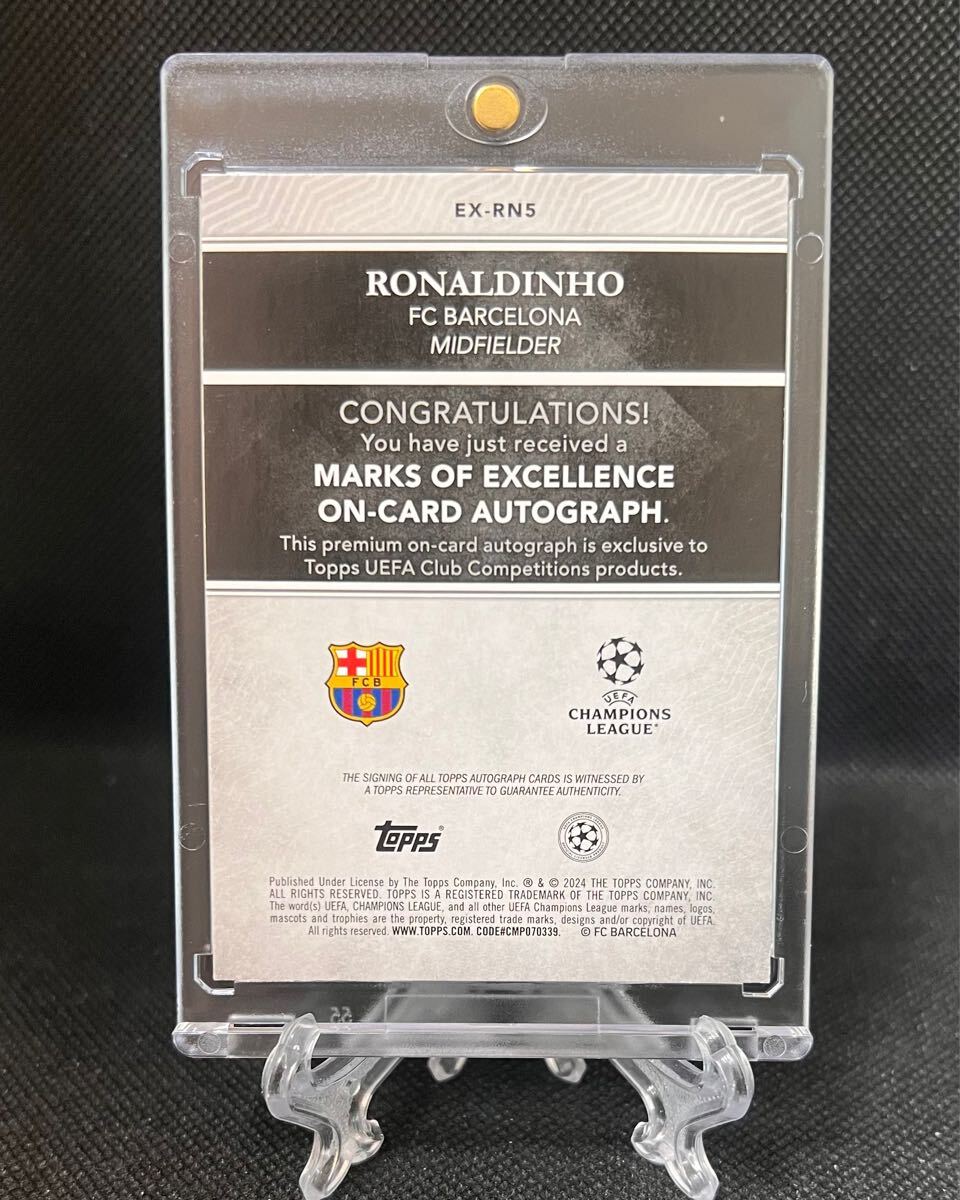 EX-RN5
RONALDINHO
FC BARCELONA
MIDFIELDER
CONGRATULATIONS!
You have just received a
MARKS OF EXCELLENCE
ON-CARD AUTOGRAPH.
This premium on-card autograph is exclusive to
Topps UEFA Club Competitions products.
FCB
UEFA
CHAMPIONS
LEAGUE®
THE SIGNING OF ALL TOPPS AUTOGRAPH CARDS IS WITNESSED BY
A TOPPS REPRESENTATIVE TO GUARANTEE AUTHENTICITY.
topps®
Published Under License by The Topps Company, Inc. ® & © 2024 THE TOPPS COMPANY, INC.
ALL RIGHTS RESERVED. TOPPS IS A REGISTERED TRADEMARK OF THE TOPPS COMPANY, INC.
The word(s) UEFA, CHAMPIONS LEAGUE, and all other UEFA Champions League marks, names, logos,
mascots and trophies are the property, registered trade marks, designs and/or copyright of UEFA.
All rights reserved. WWW.TOPPS.COM. CODE#CMP070339. © FC BARCELONA